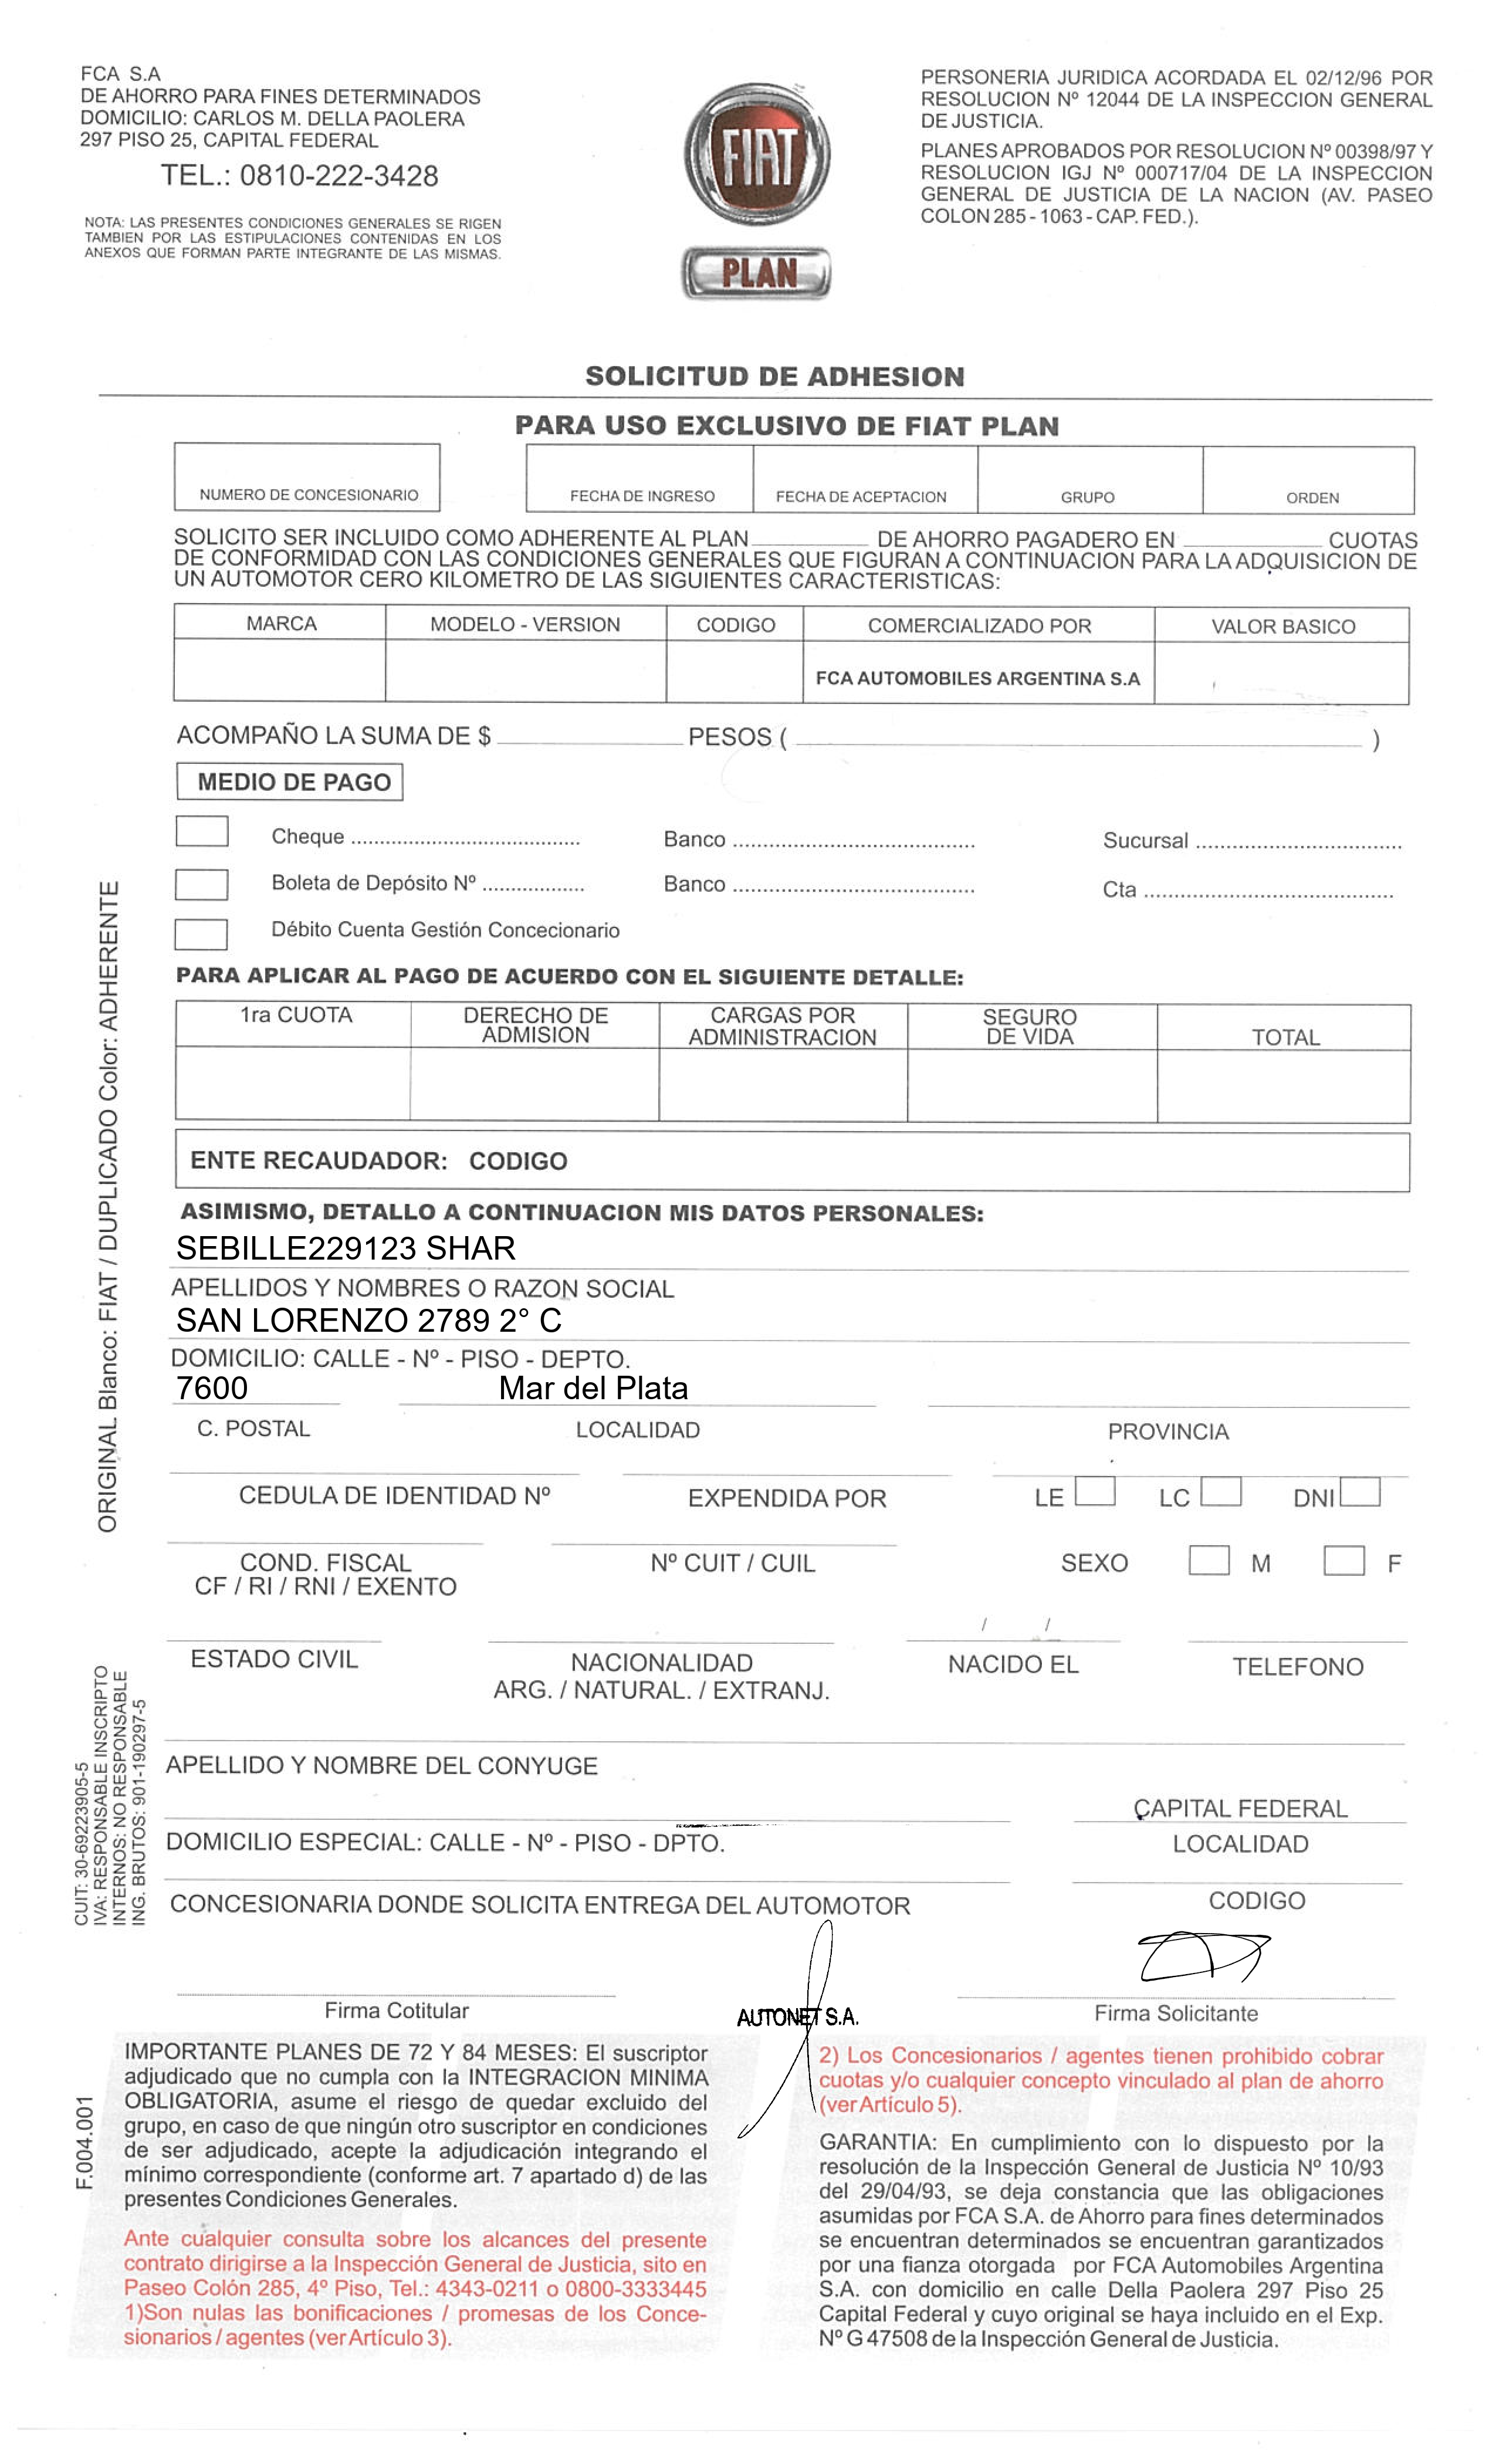 FCA S.A
DE AHORRO PARA FINES DETERMINADOS
DOMICILIO: CARLOS M. DELLA PAOLERA
297 PISO 25, CAPITAL FEDERAL
TEL.: 0810-222-3428
NOTA: LAS PRESENTES CONDICIONES GENERALES SE RIGEN
TAMBIEN POR LAS ESTIPULACIONES CONTENIDAS EN LOS
ANEXOS QUE FORMAN PARTE INTEGRANTE DE LAS MISMAS.
FIAT
PLAN
PERSONERIA JURIDICA ACORDADA EL 02/12/96 POR
RESOLUCION Nº 12044 DE LA INSPECCION GENERAL
DE JUSTICIA.
PLANES APROBADOS POR RESOLUCION Nº 00398/97 Y
RESOLUCION IGJ Nº 000717/04 DE LA INSPECCION
GENERAL DE JUSTICIA DE LA NACION (AV. PASEO
COLON 285 - 1063 - CAP. FED.).
SOLICITUD DE ADHESION
PARA USO EXCLUSIVO DE FIAT PLAN
NUMERO DE CONCESIONARIO FECHA DE INGRESO FECHA DE ACEPTACION GRUPO ORDEN
SOLICITO SER INCLUIDO COMO ADHERENTE AL PLAN __________ DE AHORRO PAGADERO EN __________ CUOTAS
DE CONFORMIDAD CON LAS CONDICIONES GENERALES QUE FIGURAN A CONTINUACION PARA LA ADQUISICION DE
UN AUTOMOTOR CERO KILOMETRO DE LAS SIGUIENTES CARACTERISTICAS:
MARCA MODELO - VERSION CODIGO COMERCIALIZADO POR VALOR BASICO
FCA AUTOMOBILES ARGENTINA S.A
ACOMPAÑO LA SUMA DE $ __________ PESOS ( __________ )
MEDIO DE PAGO
Cheque ...................................... Banco ........................................ Sucursal ..................................
Boleta de Depósito Nº ................. Banco ........................................ Cta .........................................
Débito Cuenta Gestión Concecionario
PARA APLICAR AL PAGO DE ACUERDO CON EL SIGUIENTE DETALLE:
1ra CUOTA DERECHO DE ADMISION CARGAS POR ADMINISTRACION SEGURO DE VIDA TOTAL
ENTE RECAUDADOR: CODIGO
ASIMISMO, DETALLO A CONTINUACION MIS DATOS PERSONALES:
SEBILLE229123 SHAR
APELLIDOS Y NOMBRES O RAZON SOCIAL
SAN LORENZO 2789 2° C
DOMICILIO: CALLE - Nº - PISO - DEPTO.
7600 Mar del Plata
C. POSTAL LOCALIDAD PROVINCIA
CEDULA DE IDENTIDAD Nº EXPENDIDA POR LE LC DNI
COND. FISCAL Nº CUIT / CUIL SEXO M F
CF / RI / RNI / EXENTO
/ /
ESTADO CIVIL NACIONALIDAD NACIDO EL TELEFONO
ARG. / NATURAL. / EXTRANJ.
APELLIDO Y NOMBRE DEL CONYUGE
CAPITAL FEDERAL
DOMICILIO ESPECIAL: CALLE - Nº - PISO - DPTO. LOCALIDAD
CONCESIONARIA DONDE SOLICITA ENTREGA DEL AUTOMOTOR CODIGO
Firma Cotitular AUTONET S.A. Firma Solicitante
IMPORTANTE PLANES DE 72 Y 84 MESES: El suscriptor
adjudicado que no cumpla con la INTEGRACION MINIMA
OBLIGATORIA, asume el riesgo de quedar excluido del
grupo, en caso de que ningún otro suscriptor en condiciones
de ser adjudicado, acepte la adjudicación integrando el
mínimo correspondiente (conforme art. 7 apartado d) de las
presentes Condiciones Generales.
Ante cualquier consulta sobre los alcances del presente
contrato dirigirse a la Inspección General de Justicia, sito en
Paseo Colón 285, 4º Piso, Tel.: 4343-0211 o 0800-3333445
1)Son nulas las bonificaciones / promesas de los Conce-
sionarios / agentes (ver Artículo 3).
2) Los Concesionarios / agentes tienen prohibido cobrar
cuotas y/o cualquier concepto vinculado al plan de ahorro
(ver Artículo 5).
GARANTIA: En cumplimiento con lo dispuesto por la
resolución de la Inspección General de Justicia Nº 10/93
del 29/04/93, se deja constancia que las obligaciones
asumidas por FCA S.A. de Ahorro para fines determinados
se encuentran determinados se encuentran garantizados
por una fianza otorgada por FCA Automobiles Argentina
S.A. con domicilio en calle Della Paolera 297 Piso 25
Capital Federal y cuyo original se haya incluido en el Exp.
Nº G 47508 de la Inspección General de Justicia.
ORIGINAL Blanco: FIAT / DUPLICADO Color: ADHERENTE
CUIT: 30-69223905-5
IVA: RESPONSABLE INSCRIPTO
INTERNOS: NO RESPONSABLE
ING. BRUTOS: 901-190297-5
F.004.001